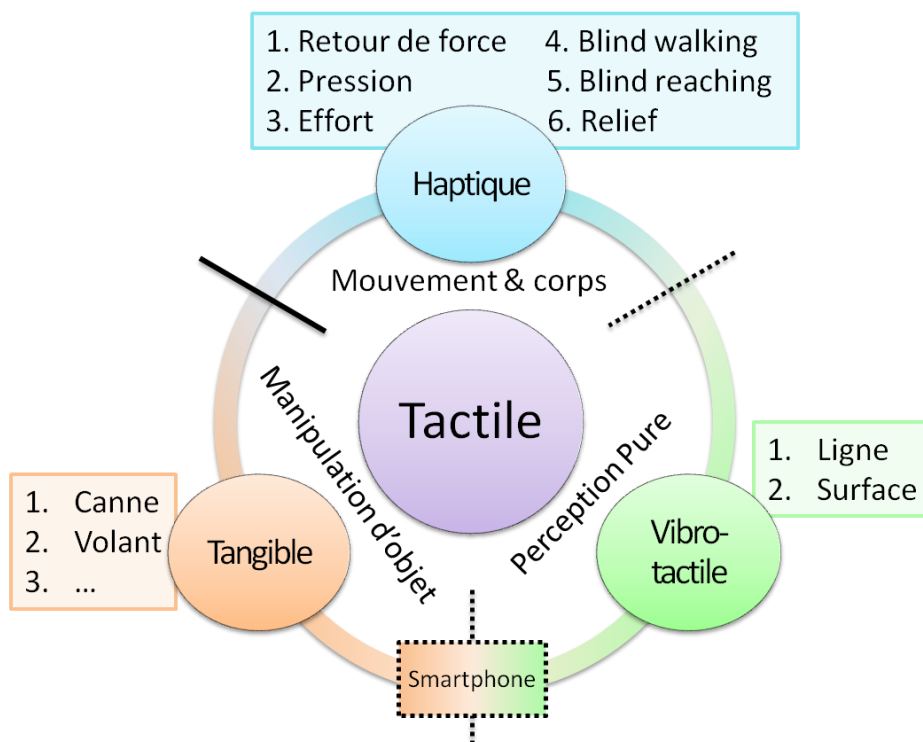 1. Retour de force
2. Pression
3. Effort
4. Blind walking
5. Blind reaching
6. Relief
Haptique
Mouvement & corps
Manipulation d'objet
Tactile
Perception Pure
1. Ligne
2. Surface
1. Canne
2. Volant
3. ...
Tangible
Vibro-
tactile
Smartphone